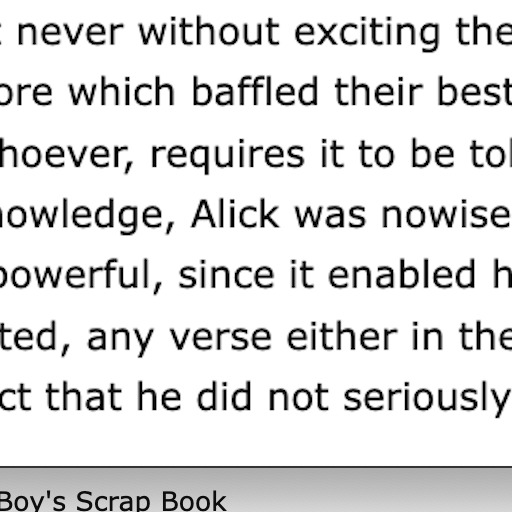 never without exciting the
ore which baffled their best
hoever, requires it to be tol
nowledge, Alick was nowise
powerful, since it enabled h
ted, any verse either in the
ct that he did not seriously
Boy's Scrap Book